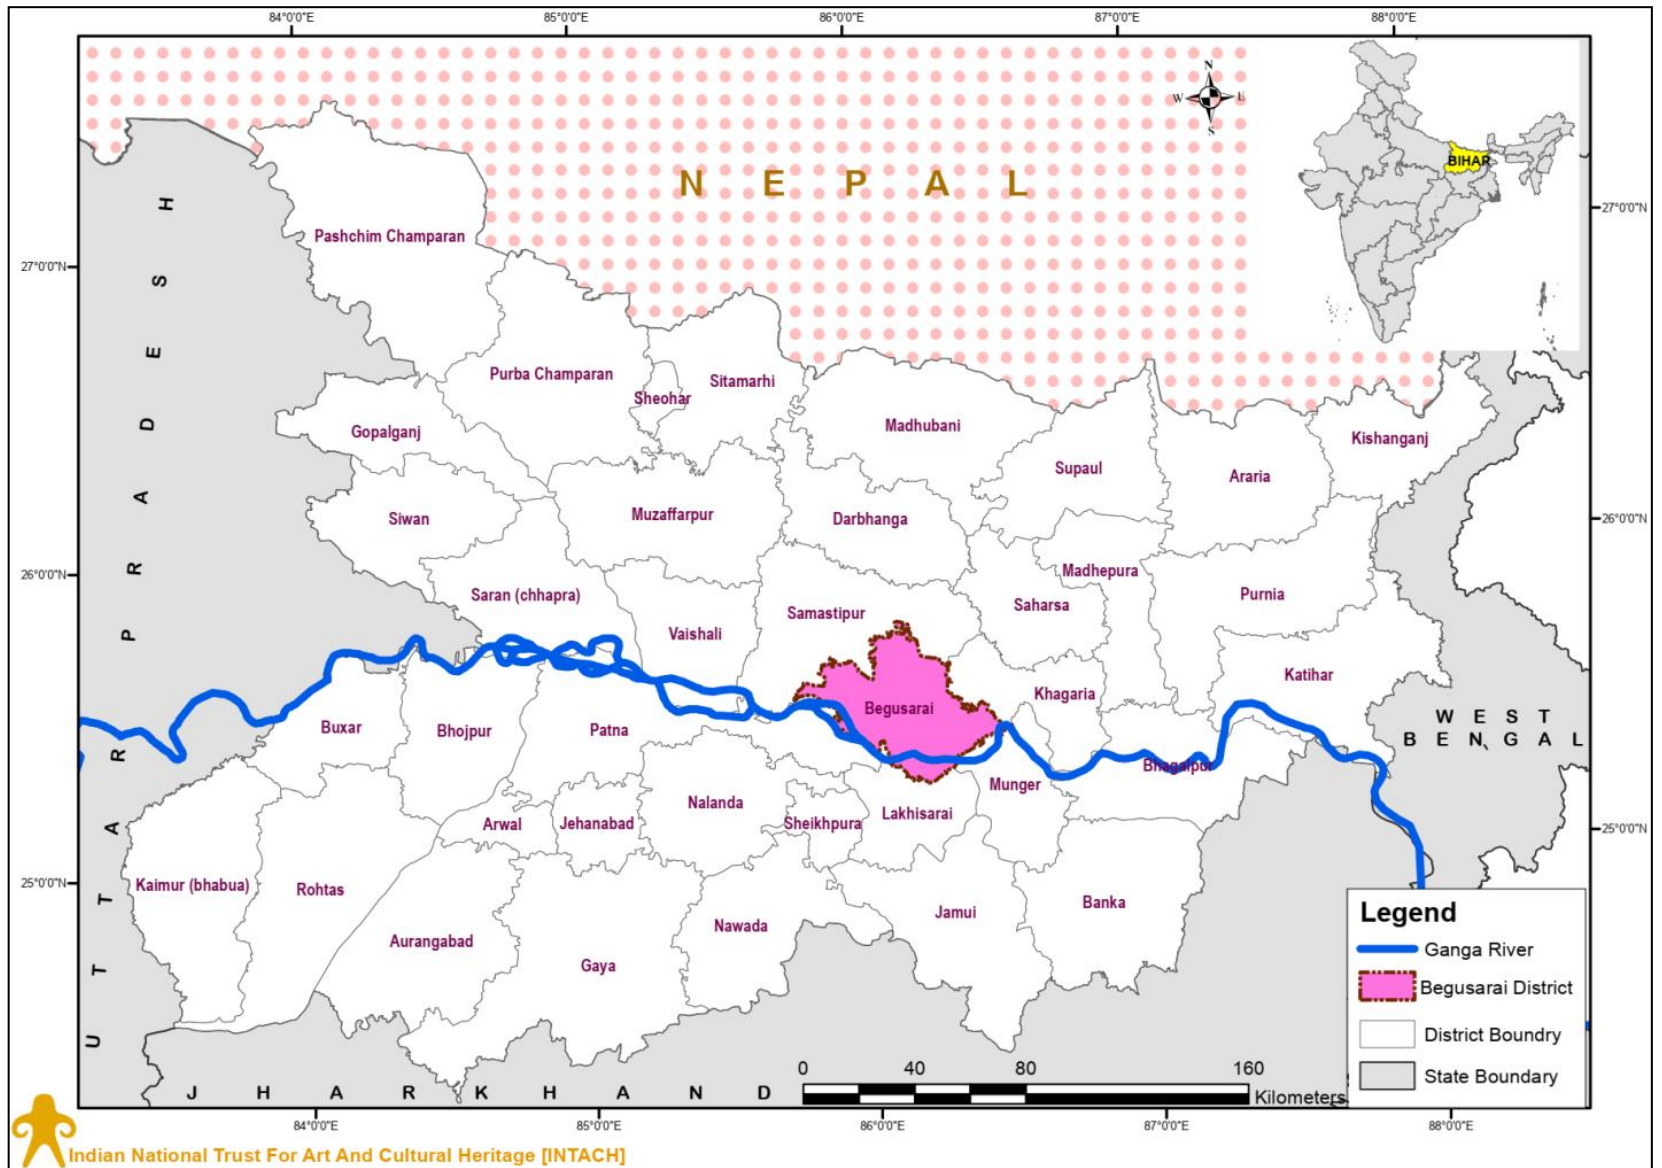 84°0'0"E 85°0'0"E 86°0'0"E 87°0'0"E 88°0'0"E
N
W E
S
BIHAR
N E P A L
27°0'0"N
27°0'0"N
Pashchim Champaran
Purba Champaran
Sheohar
Sitamarhi
Gopalganj
Madhubani
Kishanganj
Supaul
Araria
Siwan
Muzaffarpur
Darbhanga
26°0'0"N
26°0'0"N
Madhepura
Saran (chhapra)
Saharsa
Purnia
Samastipur
Vaishali
Katihar
Khagaria
Begusarai
Buxar
Bhojpur
Patna
WEST
BENGAL
Bhagalpur
Munger
Nalanda
Lakhisarai
Arwal
Jehanabad
Sheikhpura
25°0'0"N
25°0'0"N
Kaimur (bhabua)
Rohtas
Banka
Jamui
Nawada
Aurangabad
Gaya
UTTAR PRADESH
JHARKHAND
Legend
Ganga River
Begusarai District
District Boundry
State Boundary
0 40 80 160
Kilometers
84°0'0"E 85°0'0"E 86°0'0"E 87°0'0"E 88°0'0"E
Indian National Trust For Art And Cultural Heritage [INTACH]